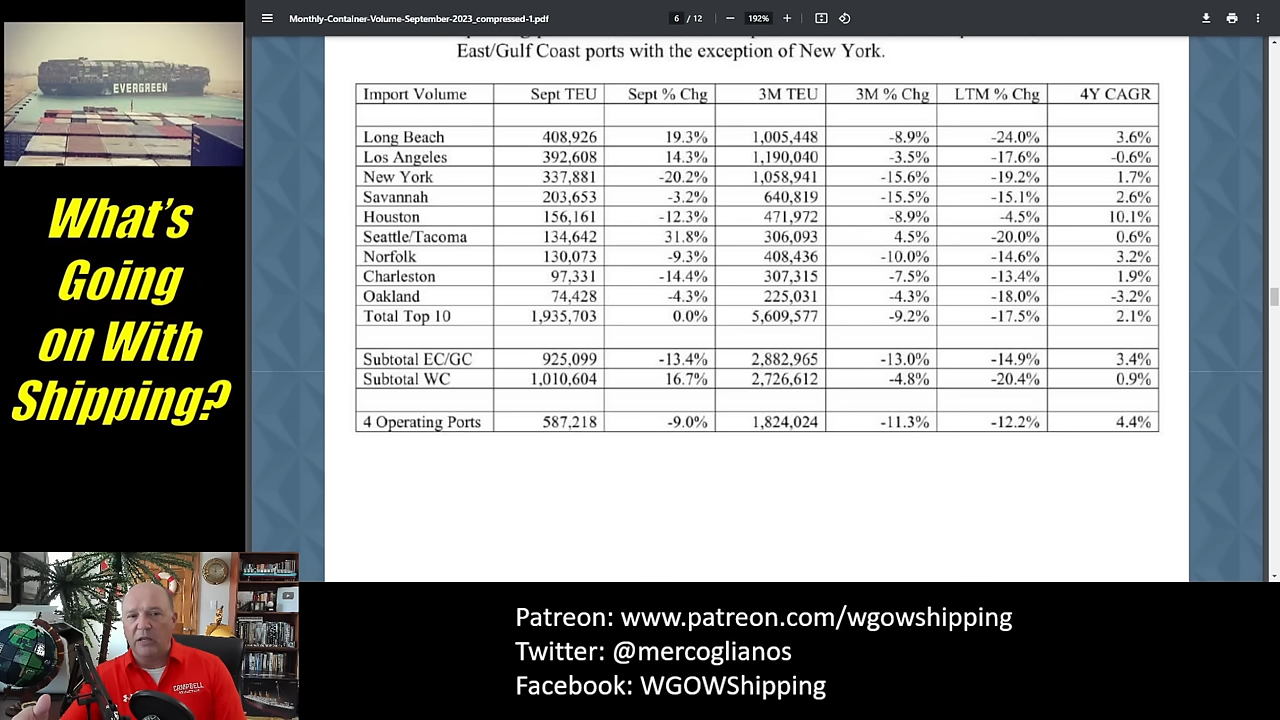 Monthly-Container-Volume-September-2023_compressed-1.pdf
6 / 12
192%
EVERGREEN
What's
Going
on With
Shipping?
East/Gulf Coast ports with the exception of New York.
Import Volume Sept TEU Sept % Chg 3M TEU 3M % Chg LTM % Chg 4Y CAGR
Long Beach 408,926 19.3% 1,005,448 -8.9% -24.0% 3.6%
Los Angeles 392,608 14.3% 1,190,040 -3.5% -17.6% -0.6%
New York 337,881 -20.2% 1,058,941 -15.6% -19.2% 1.7%
Savannah 203,653 -3.2% 640,819 -15.5% -15.1% 2.6%
Houston 156,161 -12.3% 471,972 -8.9% -4.5% 10.1%
Seattle/Tacoma 134,642 31.8% 306,093 4.5% -20.0% 0.6%
Norfolk 130,073 -9.3% 408,436 -10.0% -14.6% 3.2%
Charleston 97,331 -14.4% 307,315 -7.5% -13.4% 1.9%
Oakland 74,428 -4.3% 225,031 -4.3% -18.0% -3.2%
Total Top 10 1,935,703 0.0% 5,609,577 -9.2% -17.5% 2.1%
Subtotal EC/GC 925,099 -13.4% 2,882,965 -13.0% -14.9% 3.4%
Subtotal WC 1,010,604 16.7% 2,726,612 -4.8% -20.4% 0.9%
4 Operating Ports 587,218 -9.0% 1,824,024 -11.3% -12.2% 4.4%
CAMPBELL
Patreon: www.patreon.com/wgowshipping
Twitter: @mercoglianos
Facebook: WGOWShipping